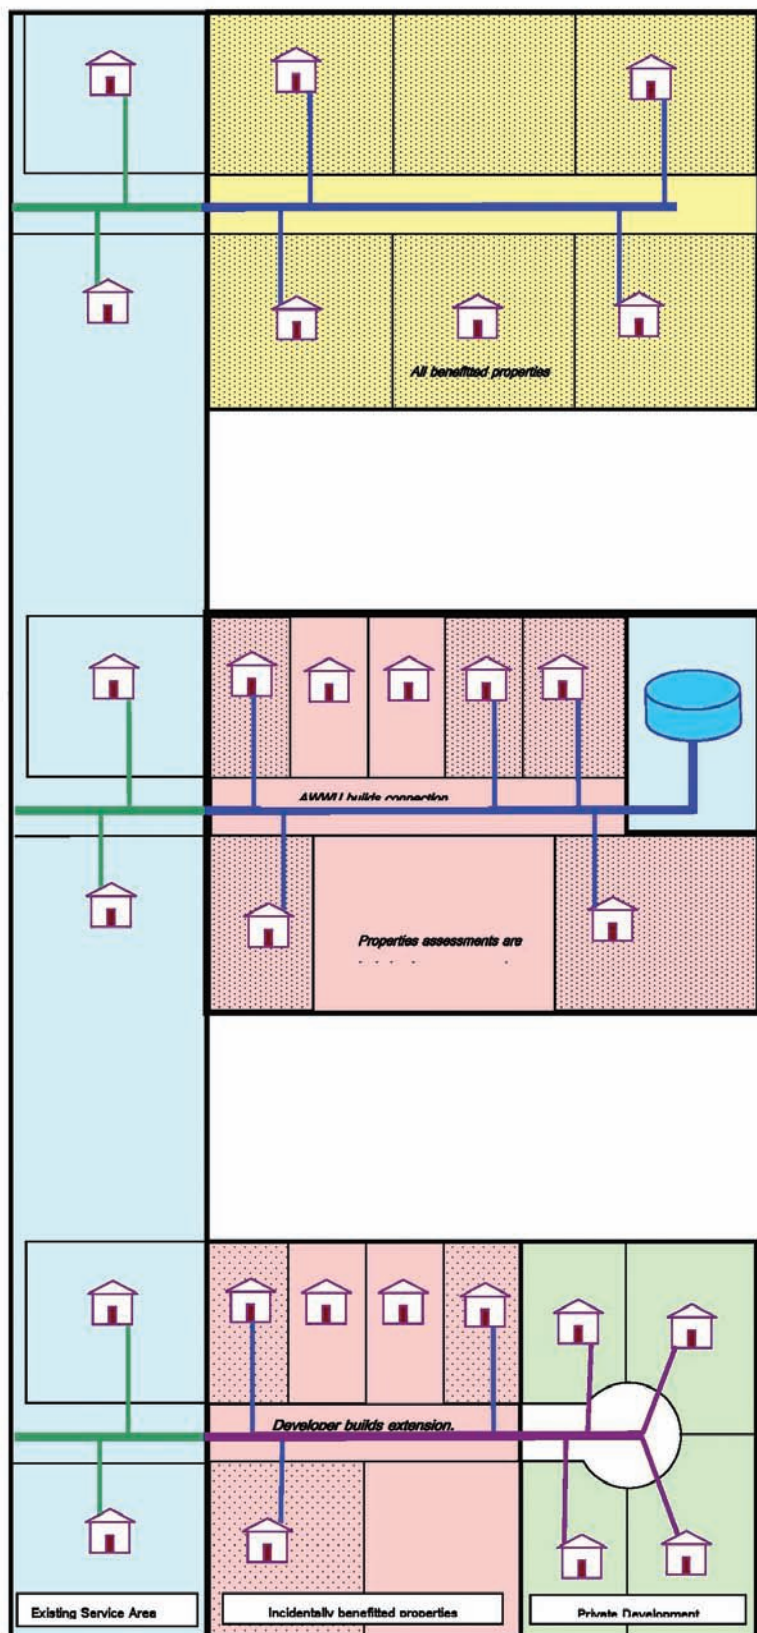 All benefitted properties
AWWU builds connection
Properties assessments are
Developer builds extension.
Existing Service Area
Incidentally benefitted properties
Private Development